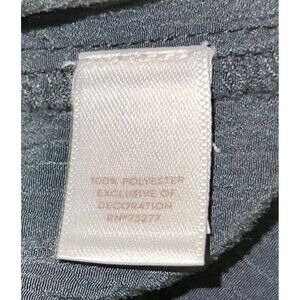 100% POLYESTER
EXCLUSIVE OF
DECORATION
RN#73277